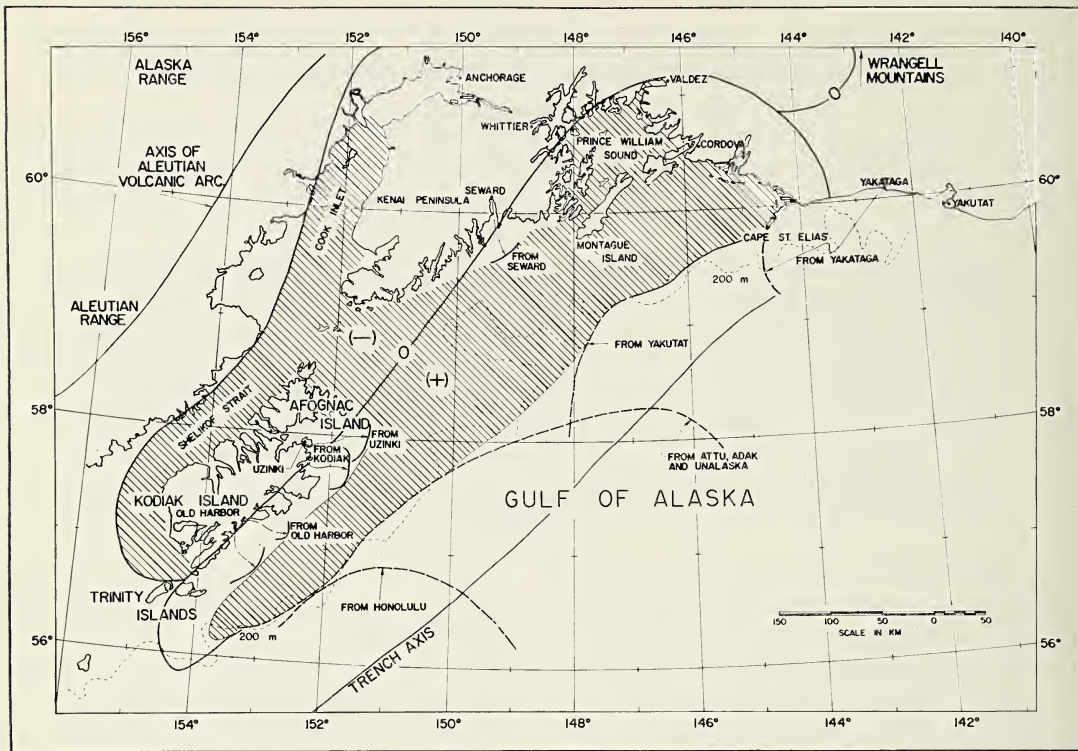 156° 154° 152° 150° 148° 146° 144° 142° 140°
ALASKA
RANGE
WRANGELL
MOUNTAINS
O
ANCHORAGE
VALDEZ
WHITTIER
PRINCE WILLIAM
SOUND
CORDOVA
AXIS OF
ALEUTIAN
VOLCANIC ARC
60°
60°
COOK INLET
KENAI PENINSULA
SEWARD
YAKATAGA
YAKUTAT
MONTAGUE
ISLAND
CAPE ST. ELIAS
FROM
SEWARD
FROM YAKATAGA
200 m
ALEUTIAN
RANGE
(—)
O
(+)
FROM YAKUTAT
58°
58°
SHELIKOF STRAIT
AFOGNAC
ISLAND
FROM
UZINKI
UZINKI
FROM
KODIAK
FROM ATTU, ADAK
AND UNALASKA
GULF OF ALASKA
KODIAK ISLAND
OLD HARBOR
FROM
OLD HARBOR
TRINITY
ISLANDS
FROM HONOLULU
200 m
56°
56°
TRENCH AXIS
150 100 50 0 50
SCALE IN KM
154° 152° 150° 148° 146° 144° 142°